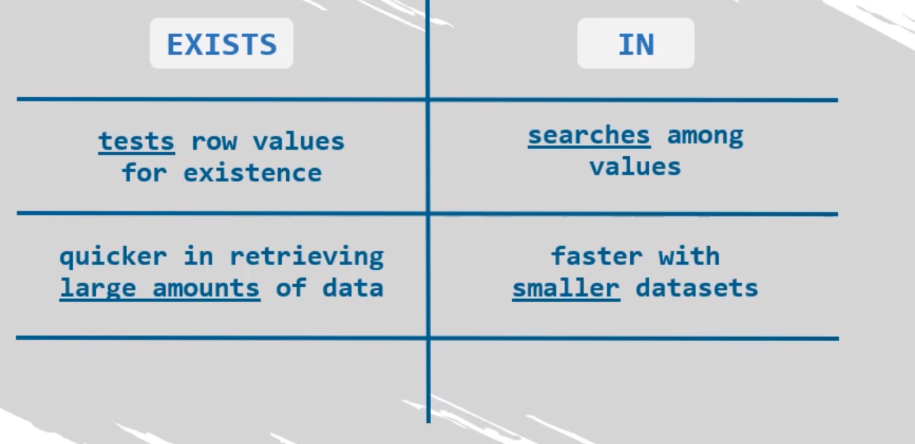 EXISTS
IN
tests row values
for existence
searches among
values
quicker in retrieving
large amounts of data
faster with
smaller datasets